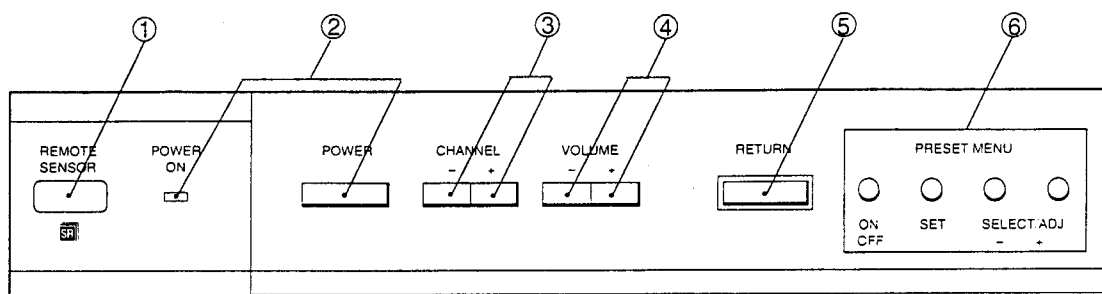 ① ② ③ ④ ⑤ ⑥
REMOTE SENSOR
POWER ON
POWER
CHANNEL
- +
VOLUME
- +
RETURN
PRESET MENU
ON OFF
SET
SELECT/ADJ
- +
SR